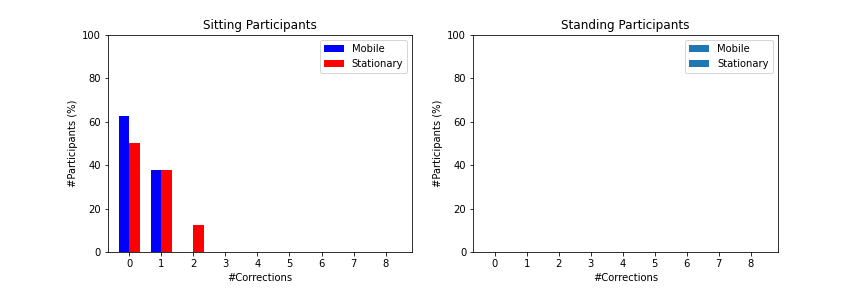 Sitting Participants
100
80
60
40
20
0
#Participants (%)
Mobile
Stationary
0 1 2 3 4 5 6 7 8
#Corrections
Standing Participants
100
80
60
40
20
0
#Participants (%)
Mobile
Stationary
0 1 2 3 4 5 6 7 8
#Corrections